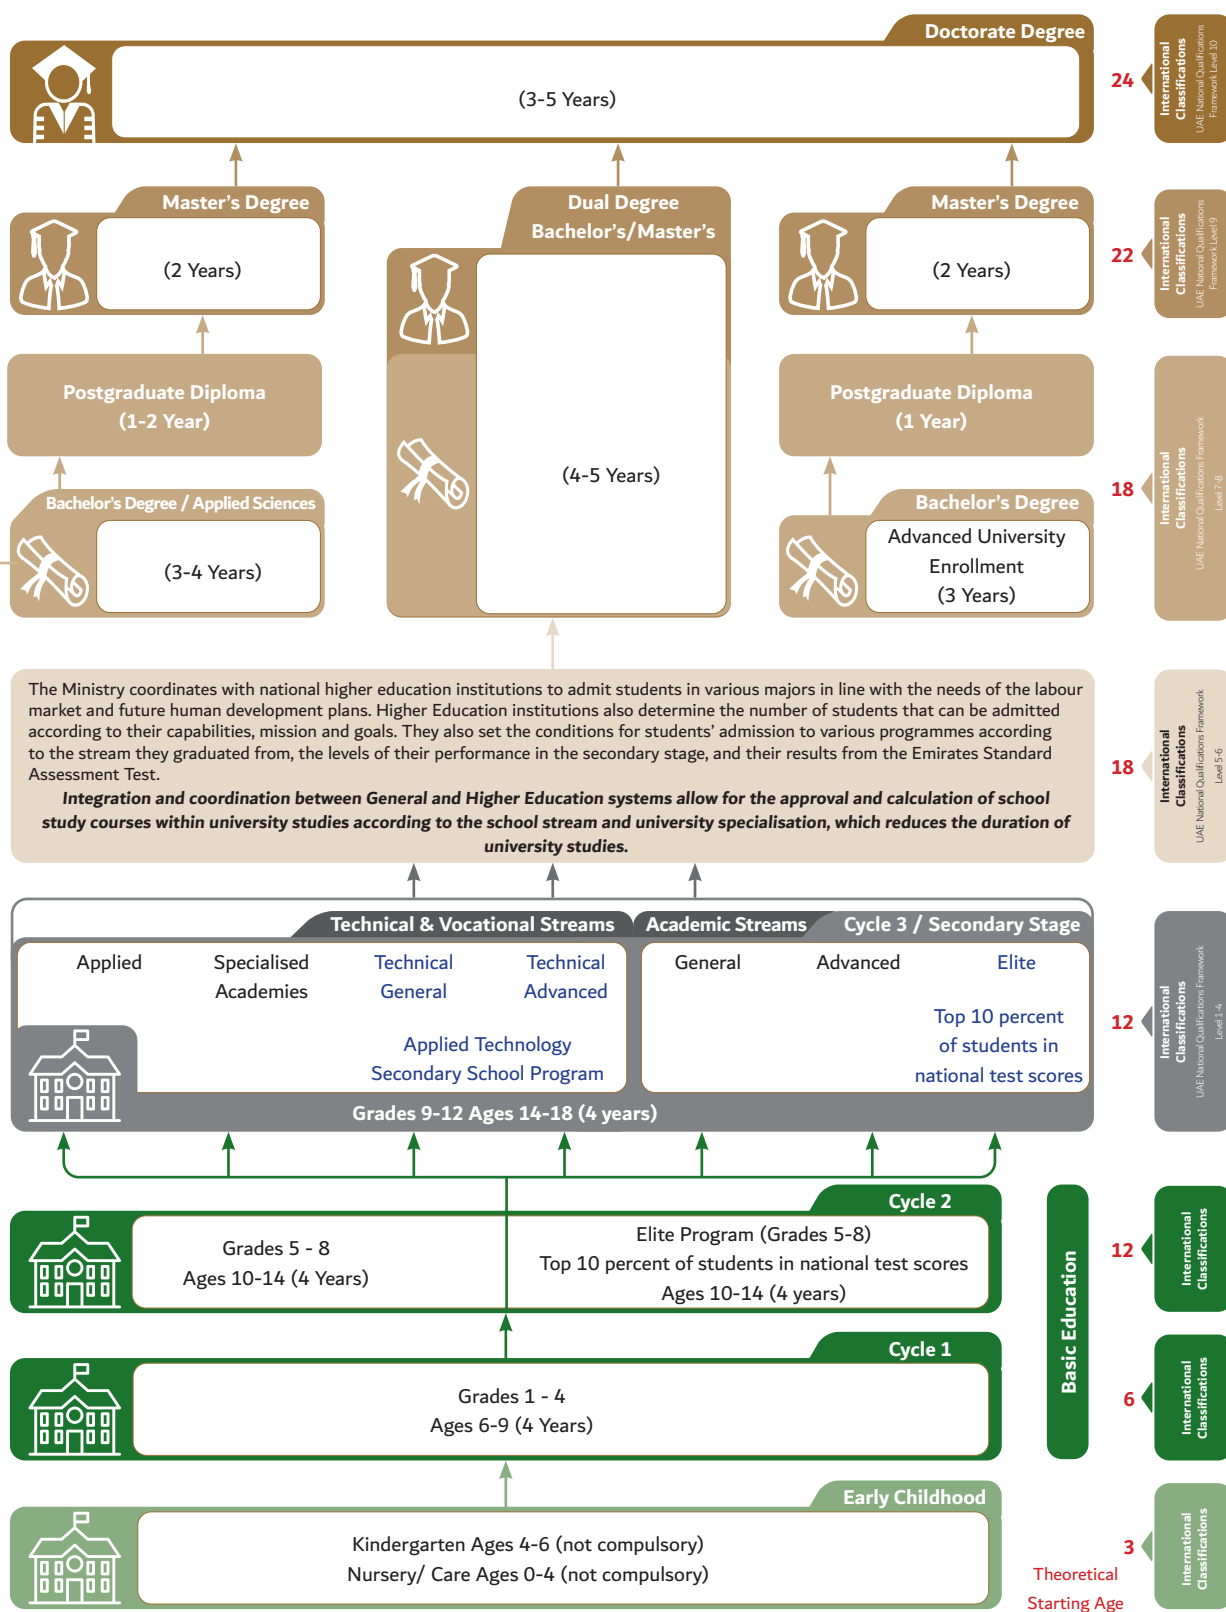 Doctorate Degree
(3-5 Years)
24
International
Classifications
UAE National Qualifications
Framework Level 10
Master's Degree
(2 Years)
Dual Degree
Bachelor's/Master's
(4-5 Years)
Master's Degree
(2 Years)
22
International
Classifications
UAE National Qualifications
Framework Level 9
Postgraduate Diploma
(1-2 Year)
Postgraduate Diploma
(1 Year)
Bachelor's Degree / Applied Sciences
(3-4 Years)
Bachelor's Degree
Advanced University
Enrollment
(3 Years)
18
International
Classifications
UAE National Qualifications Framework
Level 7-8
The Ministry coordinates with national higher education institutions to admit students in various majors in line with the needs of the labour
market and future human development plans. Higher Education institutions also determine the number of students that can be admitted
according to their capabilities, mission and goals. They also set the conditions for students' admission to various programmes according
to the stream they graduated from, the levels of their performance in the secondary stage, and their results from the Emirates Standard
Assessment Test.
Integration and coordination between General and Higher Education systems allow for the approval and calculation of school
study courses within university studies according to the school stream and university specialisation, which reduces the duration of
university studies.
18
International
Classifications
UAE National Qualifications Framework
Level 5-6
Technical & Vocational Streams
Academic Streams
Cycle 3 / Secondary Stage
Applied
Specialised
Academies
Technical
General
Technical
Advanced
Applied Technology
Secondary School Program
General
Advanced
Elite
Top 10 percent
of students in
national test scores
Grades 9-12 Ages 14-18 (4 years)
12
International
Classifications
UAE National Qualifications Framework
Level 1-4
Cycle 2
Grades 5 - 8
Ages 10-14 (4 Years)
Elite Program (Grades 5-8)
Top 10 percent of students in national test scores
Ages 10-14 (4 years)
Basic Education
12
International
Classifications
Cycle 1
Grades 1 - 4
Ages 6-9 (4 Years)
6
International
Classifications
Early Childhood
Kindergarten Ages 4-6 (not compulsory)
Nursery/ Care Ages 0-4 (not compulsory)
3
Theoretical
Starting Age
International
Classifications